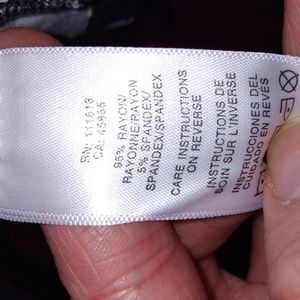 RN: 111818
CA: 45865
95% RAYON/
RAYONNE/RAYON
5% SPANDEX/
SPANDEX/SPANDEX
CARE INSTRUCTIONS
ON REVERSE
INSTRUCTIONS DE
SOIN SUR L'INVERSE
INSTRUCCIONES DEL
CUIDADO EN REVES